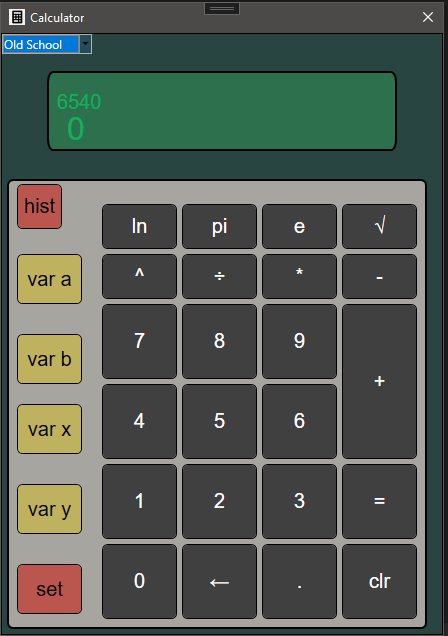 Calculator
Old School
6540
0
hist
ln pi e √
var a
^ ÷ * -
7 8 9
+
var b
4 5 6
var x
1 2 3 =
var y
0 ← . clr
set